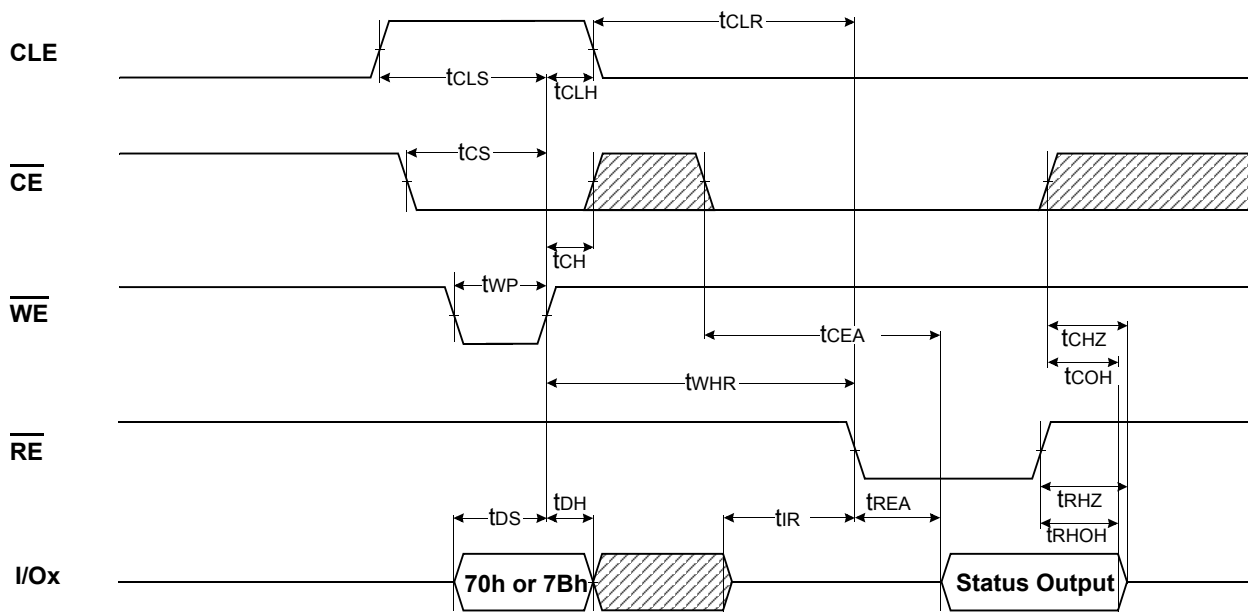 tCLR
CLE
tCLS
tCLH
tCS
CE
tCH
tWP
WE
tCHZ
tCEA
tCOH
tWHR
RE
tDH
tREA
tRHZ
tDS
tIR
tRHOH
I/Ox
70h or 7Bh
Status Output